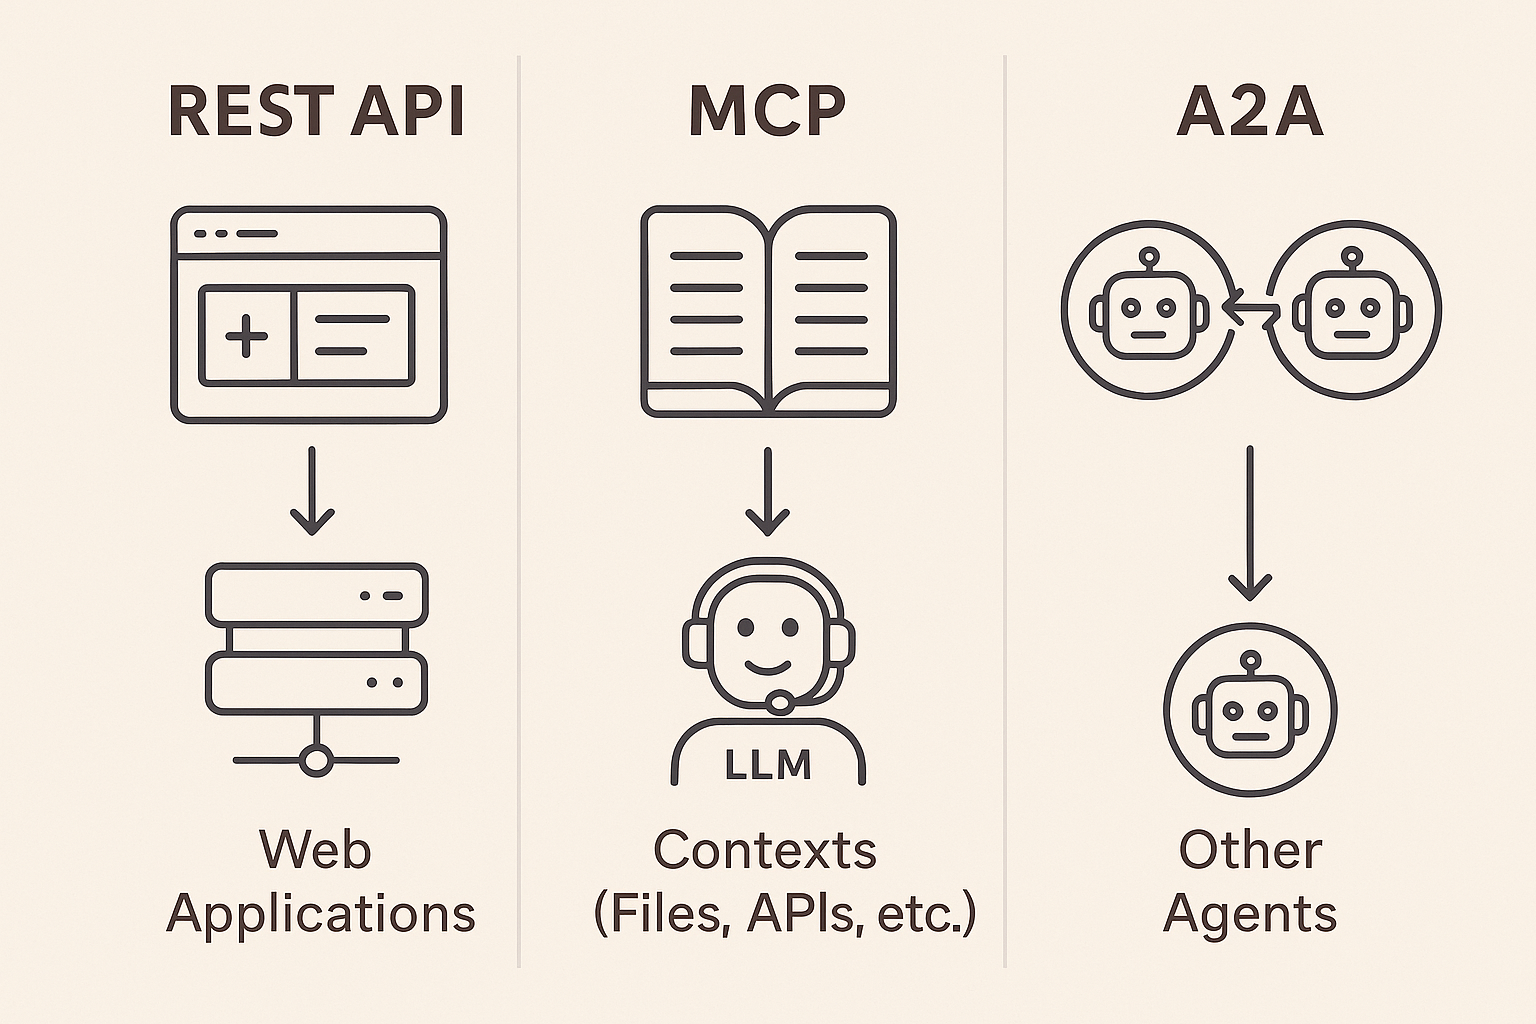 REST API
MCP
A2A
LLM
Web
Applications
Contexts
(Files, APIs, etc.)
Other
Agents